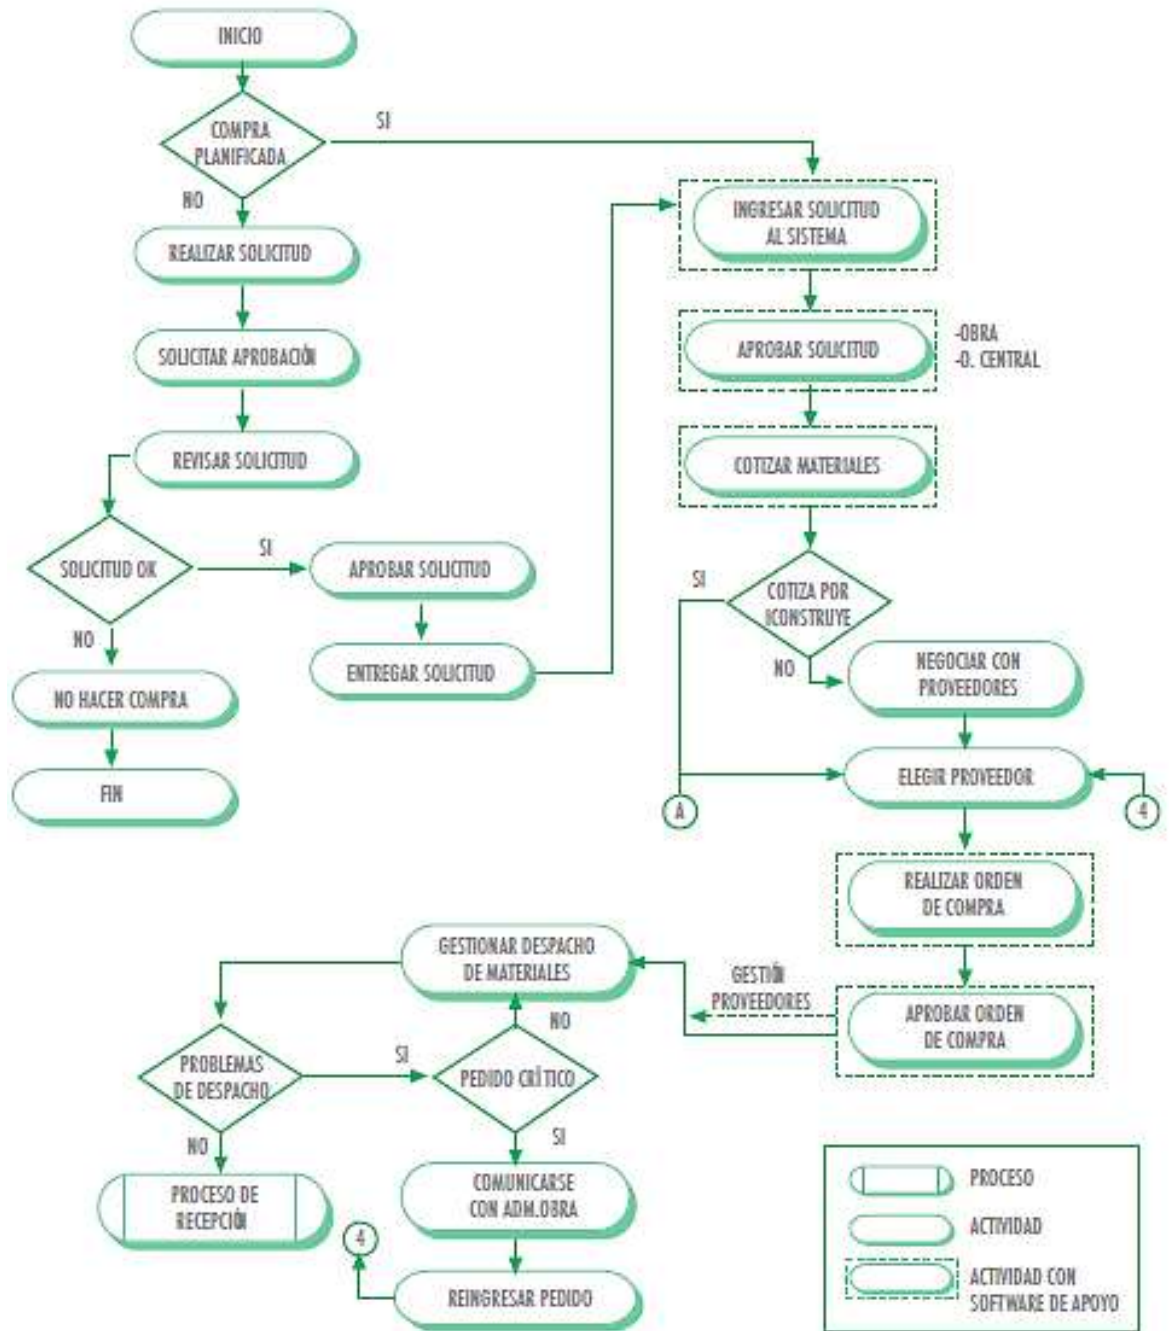 INICIO
COMPRA
PLANIFICADA
SI
NO
REALIZAR SOLICITUD
SOLICITAR APROBACIÓN
REVISAR SOLICITUD
SOLICITUD OK
SI
NO
APROBAR SOLICITUD
ENTREGAR SOLICITUD
NO HACER COMPRA
FIN
INGRESAR SOLICITUD
AL SISTEMA
APROBAR SOLICITUD
-OBRA
-O. CENTRAL
COTIZAR MATERIALES
COTIZA POR
ICONSTRUYE
SI
NO
NEGOCIAR CON
PROVEEDORES
ELEGIR PROVEEDOR
A
4
REALIZAR ORDEN
DE COMPRA
APROBAR ORDEN
DE COMPRA
GESTIÓN
PROVEEDORES
GESTIONAR DESPACHO
DE MATERIALES
NO
PROBLEMAS
DE DESPACHO
SI
PEDIDO CRÍTICO
NO
SI
PROCESO DE
RECEPCIÓN
COMUNICARSE
CON ADM.OBRA
4
REINGRESAR PEDIDO
PROCESO
ACTIVIDAD
ACTIVIDAD CON
SOFTWARE DE APOYO